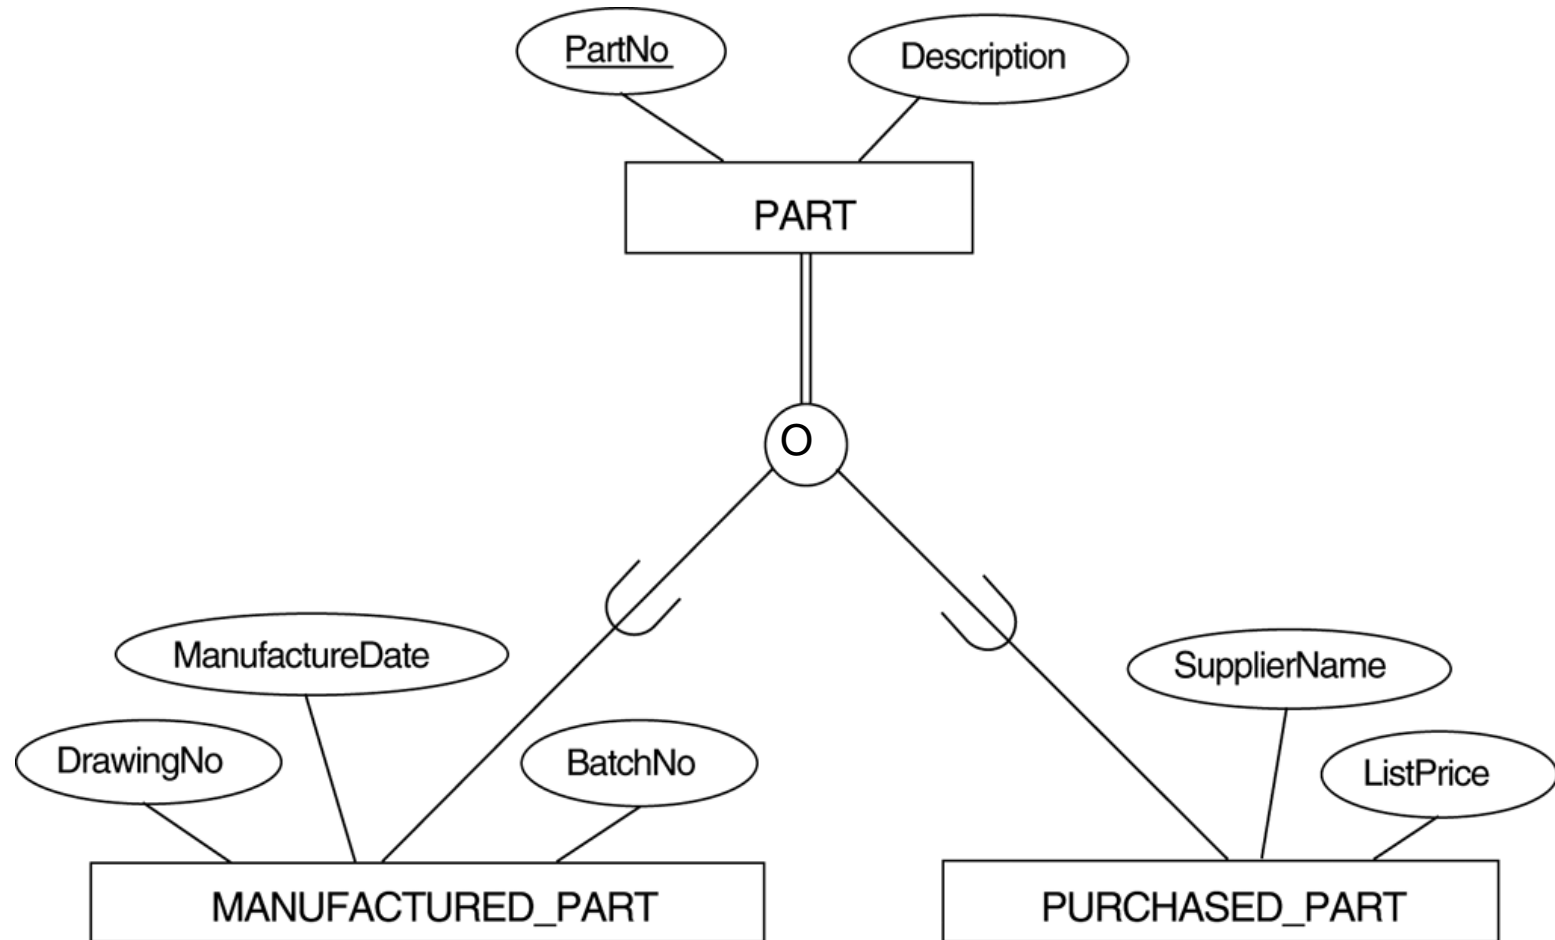 PartNo
Description
PART
O
ManufactureDate
SupplierName
DrawingNo
BatchNo
ListPrice
MANUFACTURED_PART
PURCHASED_PART